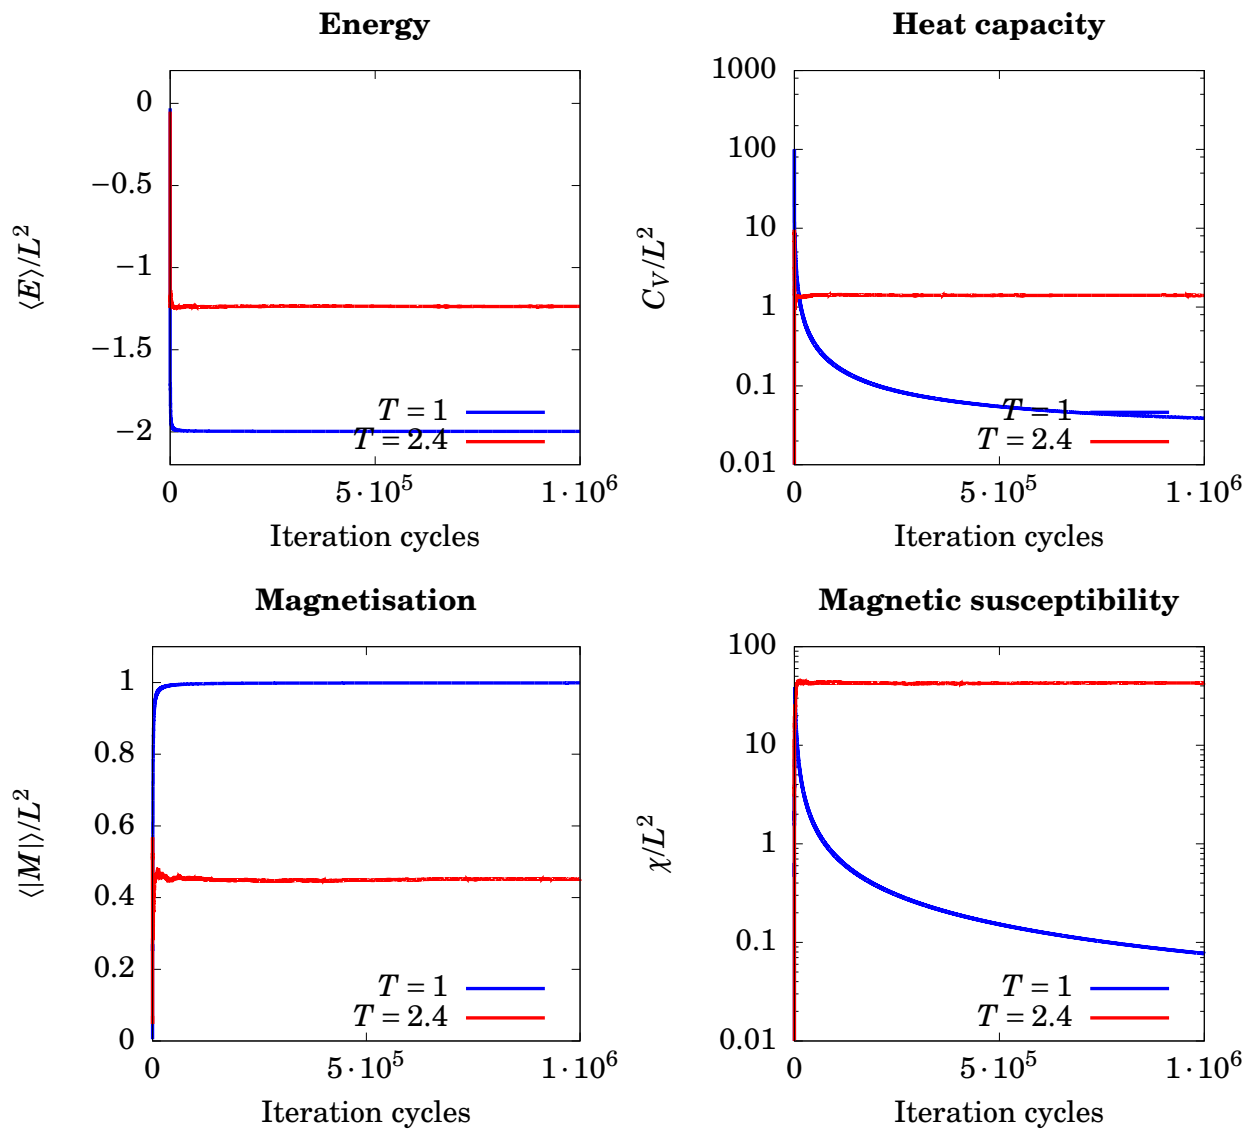 Energy
⟨E⟩/L²
0
−0.5
−1
−1.5
−2
T = 1
T = 2.4
0
5·10⁵
1·10⁶
Iteration cycles
Heat capacity
C_V/L²
1000
100
10
1
0.1
0.01
T = 1
T = 2.4
0
5·10⁵
1·10⁶
Iteration cycles
Magnetisation
⟨|M|⟩/L²
1
0.8
0.6
0.4
0.2
0
T = 1
T = 2.4
0
5·10⁵
1·10⁶
Iteration cycles
Magnetic susceptibility
χ/L²
100
10
1
0.1
0.01
T = 1
T = 2.4
0
5·10⁵
1·10⁶
Iteration cycles